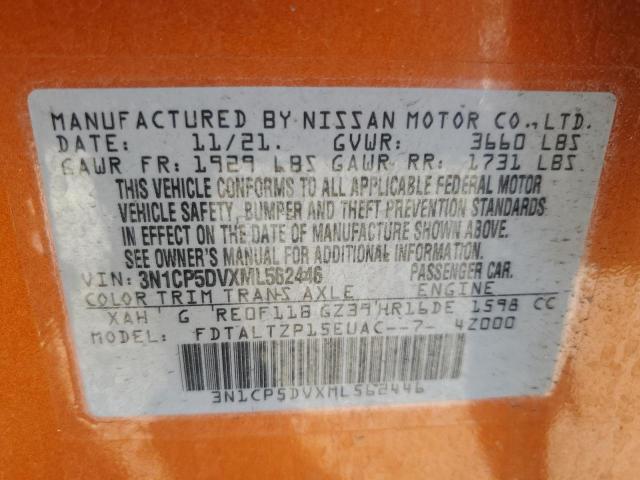 MANUFACTURED BY NISSAN MOTOR CO.,LTD.
DATE: 11/21. GVWR: 3660 LBS
GAWR FR: 1929 LBS GAWR RR: 1731 LBS
THIS VEHICLE CONFORMS TO ALL APPLICABLE FEDERAL MOTOR
VEHICLE SAFETY, BUMPER AND THEFT PREVENTION STANDARDS
IN EFFECT ON THE DATE OF MANUFACTURE SHOWN ABOVE.
SEE OWNER'S MANUAL FOR ADDITIONAL INFORMATION.
VIN: 3N1CP5DVXML562446 PASSENGER CAR.
COLOR TRIM TRANS AXLE
XAH G RE0F11B GZ39 HR16DE 1598 CC
MODEL: FDTALTZP15EUAC--7- 4Z000
3N1CP5DVXML562446